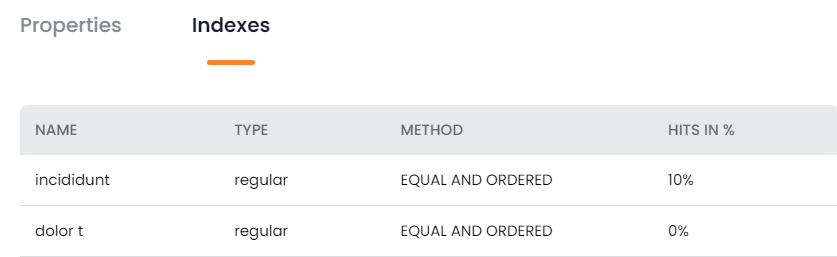 Properties Indexes
NAME TYPE METHOD HITS IN %
incididunt regular EQUAL AND ORDERED 10%
dolor t regular EQUAL AND ORDERED 0%